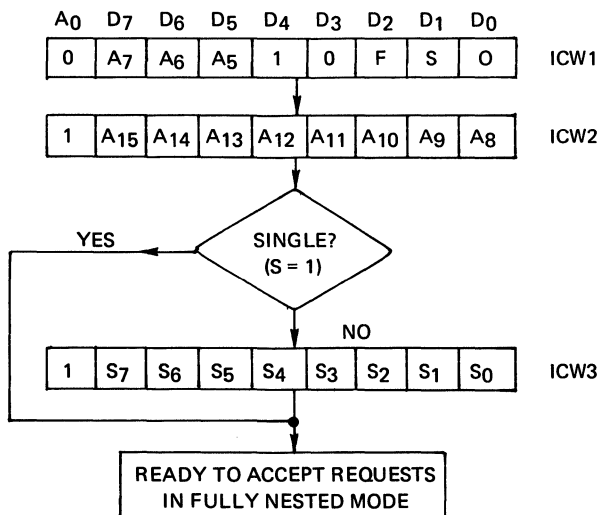 A0 D7 D6 D5 D4 D3 D2 D1 D0
0 A7 A6 A5 1 0 F S O ICW1
1 A15 A14 A13 A12 A11 A10 A9 A8 ICW2
YES
SINGLE?
(S = 1)
NO
1 S7 S6 S5 S4 S3 S2 S1 S0 ICW3
READY TO ACCEPT REQUESTS
IN FULLY NESTED MODE